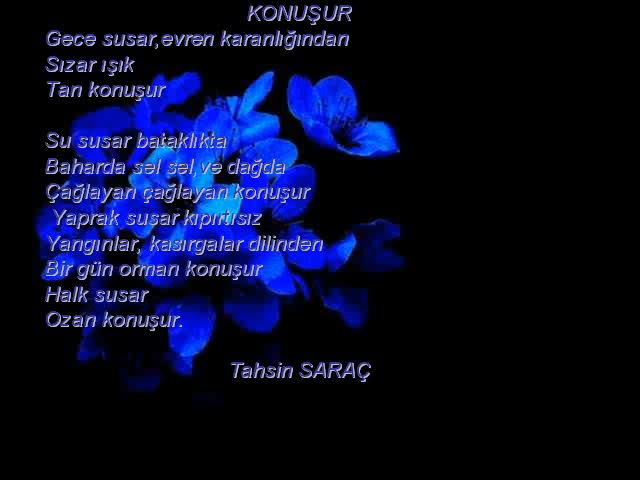 KONUŞUR
Gece susar,evren karanlığından
Sızar ışık
Tan konuşur
Su susar bataklıkta
Baharda sel sel,ve dağda
Çağlayan çağlayan konuşur
Yaprak susar kıpırtısız
Yangınlar, kasırgalar dilinden
Bir gün orman konuşur
Halk susar
Ozan konuşur.
Tahsin SARAÇ